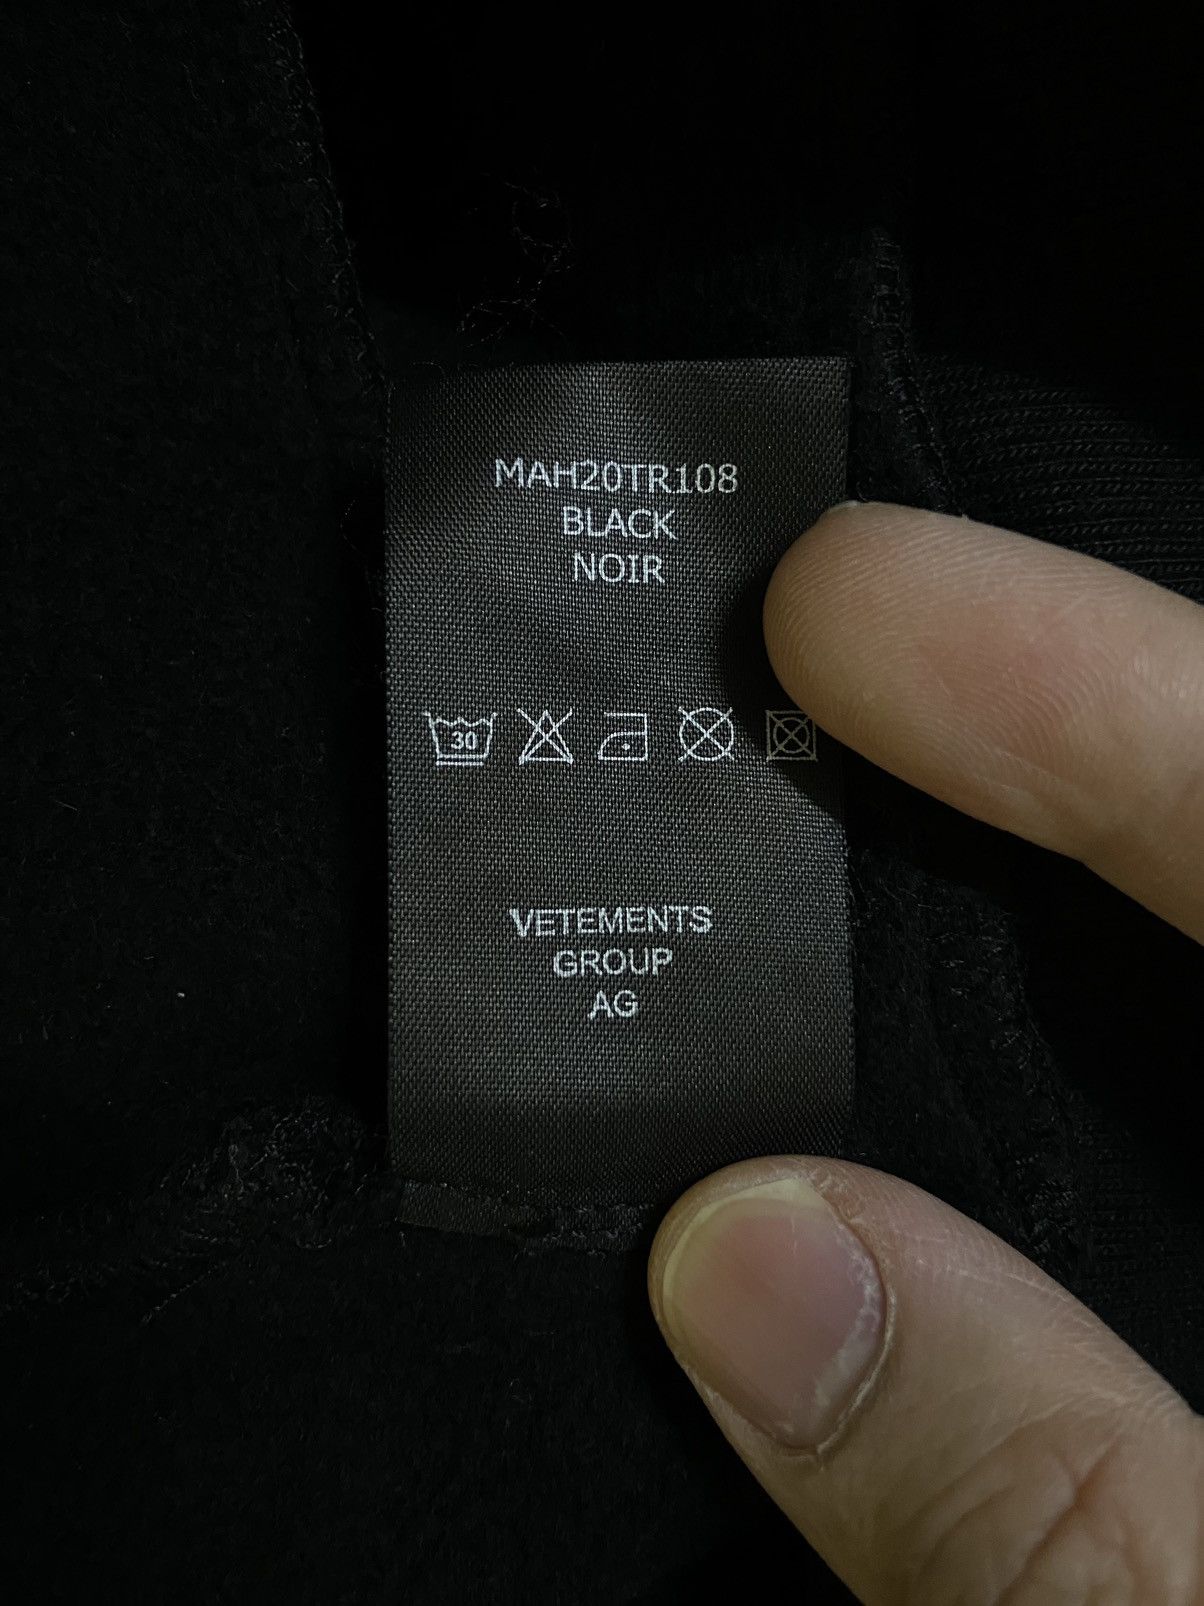 MAH20TR108
BLACK
NOIR
30
VETEMENTS
GROUP
AG